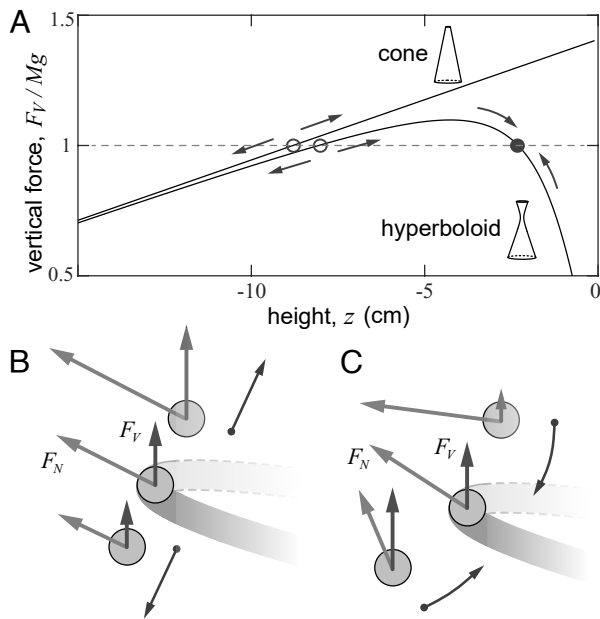 A
1.5
1
0.5
vertical force, F_V / Mg
cone
hyperboloid
-10
-5
0
height, z (cm)
B
F_V
F_N
C
F_V
F_N